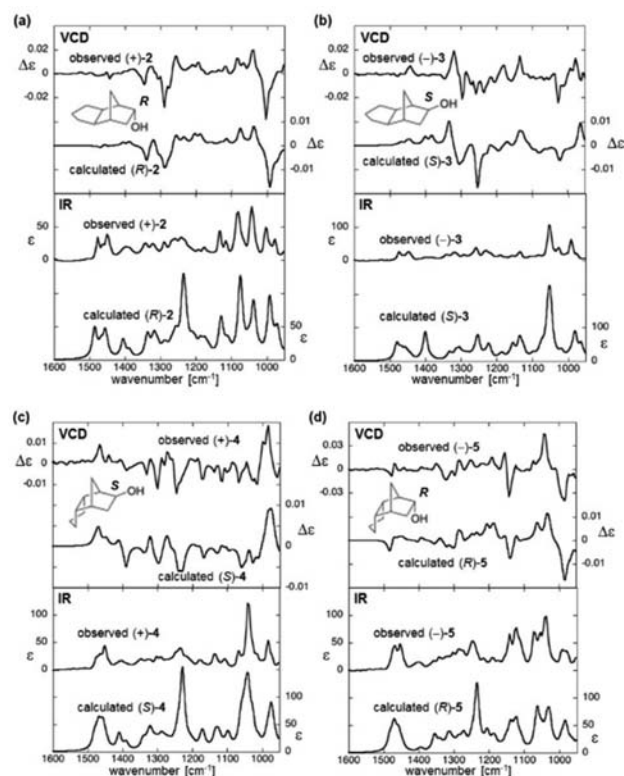 (a)
VCD
observed (+)-2
0.02
0
-0.02
Δε
R
OH
0.01
0
-0.01
Δε
calculated (R)-2
IR
observed (+)-2
50
0
ε
calculated (R)-2
50
0
ε
1600 1500 1400 1300 1200 1100 1000
wavenumber [cm⁻¹]
(b)
VCD
observed (−)-3
0.02
0
-0.02
Δε
S
OH
0.01
0
-0.01
Δε
calculated (S)-3
IR
observed (−)-3
100
0
ε
calculated (S)-3
100
0
ε
1600 1500 1400 1300 1200 1100 1000
wavenumber [cm⁻¹]
(c)
VCD
observed (+)-4
0.01
0
-0.01
Δε
S
OH
0.01
0
-0.01
Δε
calculated (S)-4
IR
observed (+)-4
100
50
0
ε
calculated (S)-4
100
50
0
ε
1600 1500 1400 1300 1200 1100 1000
wavenumber [cm⁻¹]
(d)
VCD
observed (−)-5
0.03
0
-0.03
Δε
R
OH
0.01
0
-0.01
Δε
calculated (R)-5
IR
observed (−)-5
100
50
0
ε
calculated (R)-5
100
50
0
ε
1600 1500 1400 1300 1200 1100 1000
wavenumber [cm⁻¹]